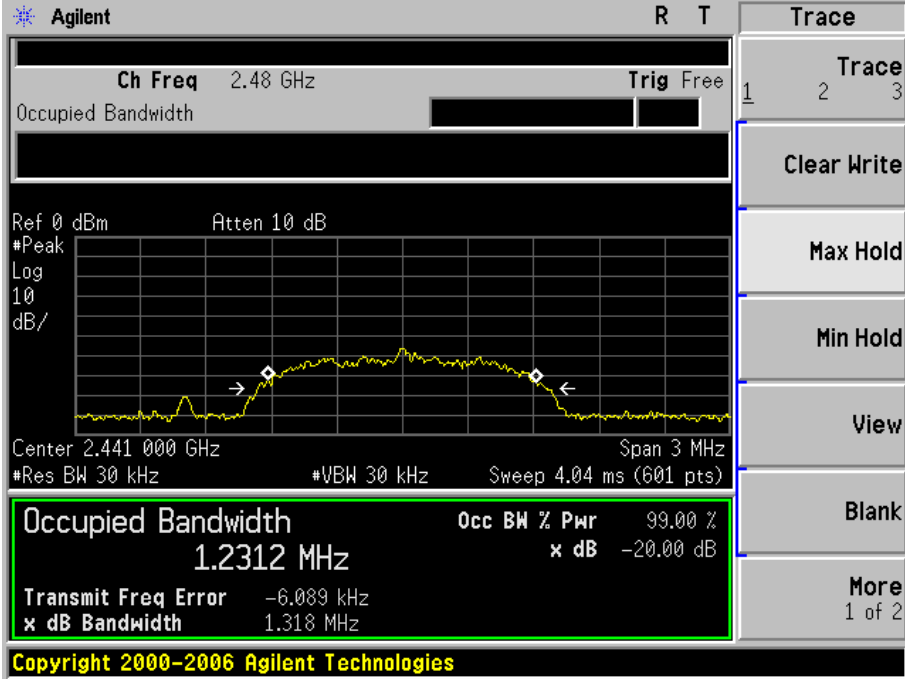 Agilent R T Trace
Ch Freq 2.48 GHz Trig Free
Occupied Bandwidth
Trace
1 2 3
Clear Write
Max Hold
Min Hold
View
Blank
More
1 of 2
Ref 0 dBm Atten 10 dB
#Peak
Log
10
dB/
Center 2.441 000 GHz Span 3 MHz
#Res BW 30 kHz #VBW 30 kHz Sweep 4.04 ms (601 pts)
Occupied Bandwidth Occ BW % Pwr 99.00 %
1.2312 MHz x dB -20.00 dB
Transmit Freq Error -6.089 kHz
x dB Bandwidth 1.318 MHz
Copyright 2000-2006 Agilent Technologies